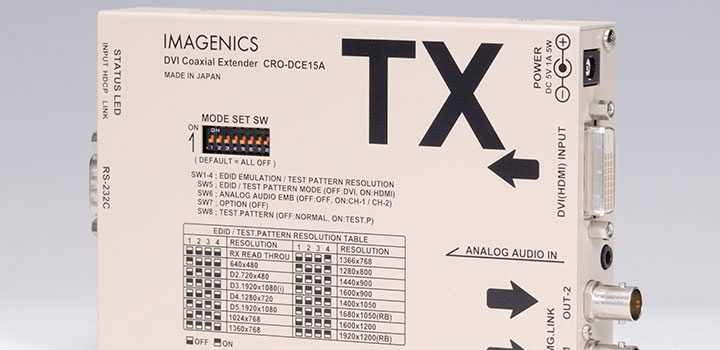 IMAGENICS
DVI Coaxial Extender CRO-DCE15A
MADE IN JAPAN
TX
POWER
DC 5V 1A 5W
STATUS LED
INPUT HDCP LINK
RS-232C
MODE SET SW
ON
ON
1 2 3 4 5 6 7 8
( DEFAULT = ALL OFF )
SW1-4 ; EDID EMULATION / TEST PATTERN RESOLUTION
SW5 ; EDID / TEST PATTERN MODE (OFF:DVI, ON:HDMI)
SW6 ; ANALOG AUDIO EMB (OFF:OFF, ON:CH-1 / CH-2)
SW7 ; OPTION (OFF)
SW8 ; TEST.PATTERN (OFF:NORMAL, ON:TEST.P)
EDID / TEST.PATTERN RESOLUTION TABLE
1 2 3 4 RESOLUTION
RX READ THROU
640x480
D2.720x480
D3.1920x1080(i)
D4.1280x720
D5.1920x1080
1024x768
1360x768
1 2 3 4 RESOLUTION
1366x768
1280x800
1440x900
1600x900
1400x1050
1680x1050(RB)
1600x1200
1920x1200(RB)
OFF ON
DVI(HDMI) INPUT
ANALOG AUDIO IN
OUT-2
MG.LINK